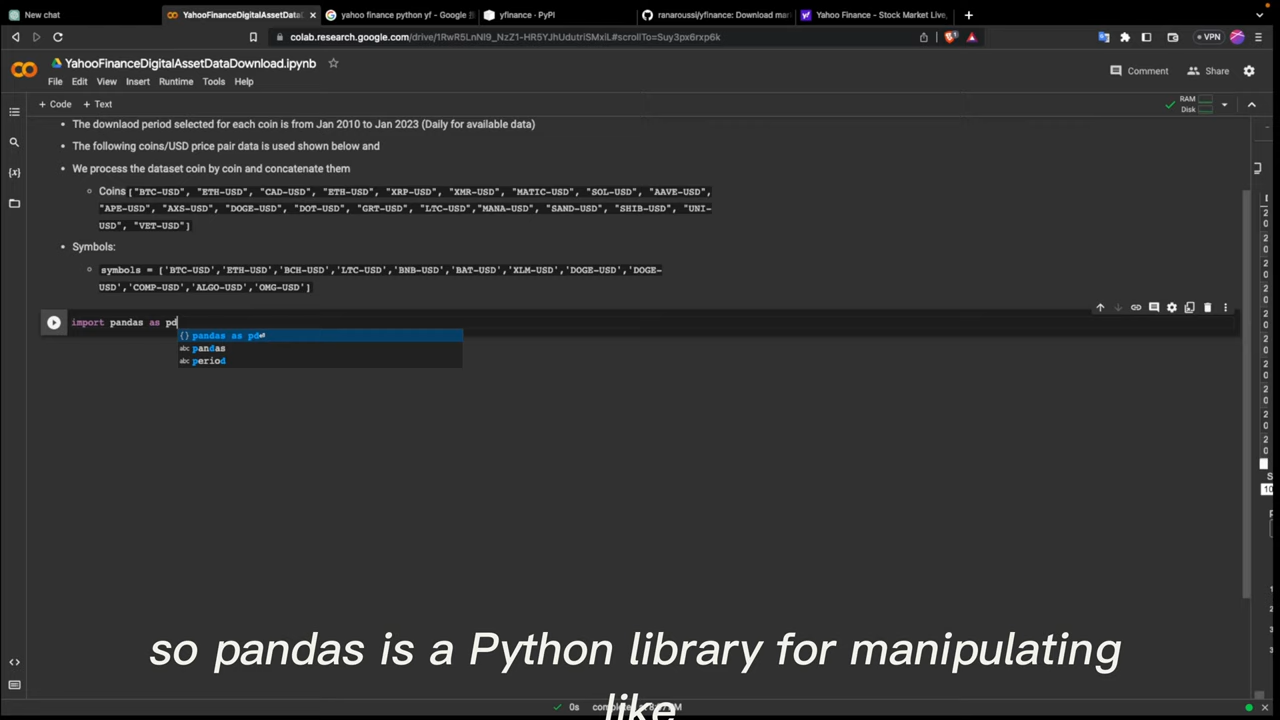 New chat
YahooFinanceDigitalAssetData
yahoo finance python yf - Google
yfinance · PyPI
ranaroussi/yfinance: Download mar
Yahoo Finance - Stock Market Live,
colab.research.google.com/drive/1RwR5LnNI9_NzZ1-HR5YJhUdutriSMxiL#scrollTo=Suy3px6rxp6k
VPN
YahooFinanceDigitalAssetDataDownload.ipynb
File Edit View Insert Runtime Tools Help
Comment
Share
+ Code + Text
RAM
Disk
• The downlaod period selected for each coin is from Jan 2010 to Jan 2023 (Daily for available data)
• The following coins/USD price pair data is used shown below and
• We process the dataset coin by coin and concatenate them
Coins ["BTC-USD", "ETH-USD", "CAD-USD", "ETH-USD", "XRP-USD", "XMR-USD", "MATIC-USD", "SOL-USD", "AAVE-USD",
"APE-USD", "AXS-USD", "DOGE-USD", "DOT-USD", "GRT-USD", "LTC-USD","MANA-USD", "SAND-USD", "SHIB-USD", "UNI-
USD", "VET-USD"]
• Symbols:
symbols = ['BTC-USD','ETH-USD','BCH-USD','LTC-USD','BNB-USD','BAT-USD','XLM-USD','DOGE-USD','DOGE-
USD','COMP-USD','ALGO-USD','OMG-USD']
import pandas as pd
{} pandas as pd
abc pandas
abc period
so pandas is a Python library for manipulating
like
0s